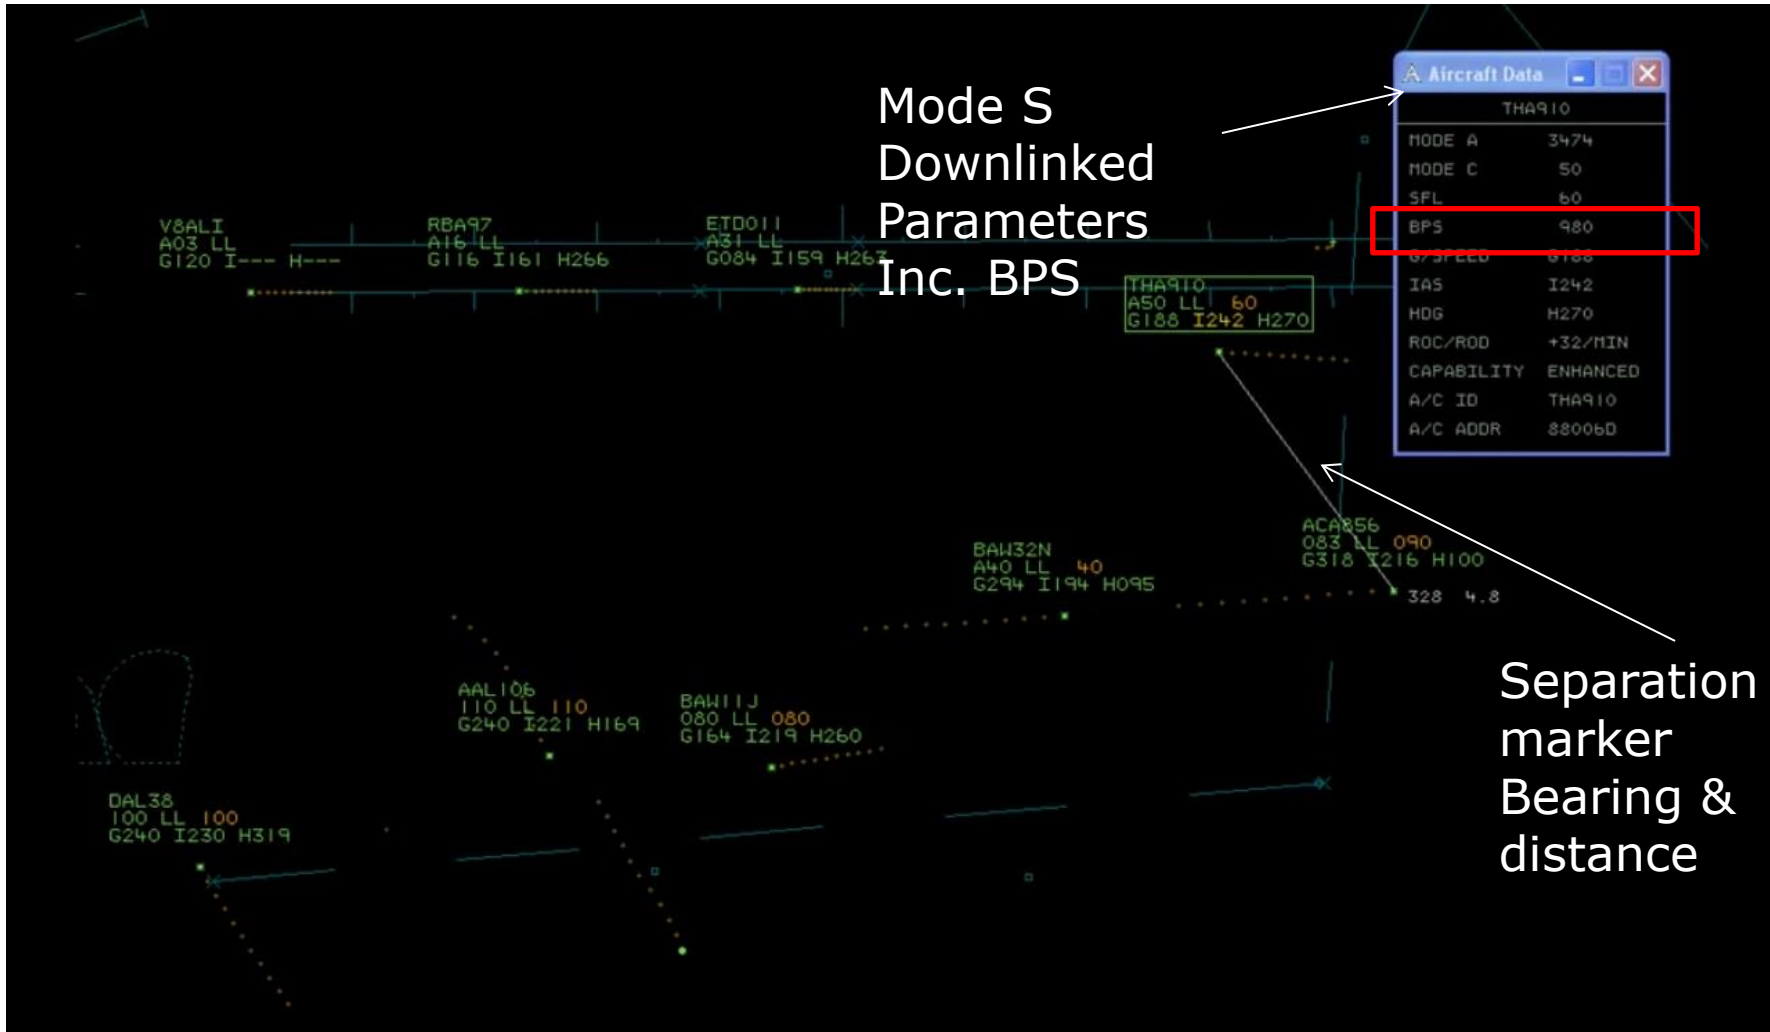 Mode S
Downlinked
Parameters
Inc. BPS
Aircraft Data
THA910
MODE A 3474
MODE C 50
SFL 60
BPS 980
G/SPEED G188
IAS I242
HDG H270
ROC/ROD +32/MIN
CAPABILITY ENHANCED
A/C ID THA910
A/C ADDR 88006D
V8ALI
A03 LL
G120 I--- H---
RBA97
A16 LL
G116 I161 H266
ETD011
A31 LL
G084 I159 H263
THA910
A50 LL 60
G188 I242 H270
BAW32N
A40 LL 40
G294 I194 H095
ACA856
083 LL 090
G318 I216 H100
328 4.8
AAL106
110 LL 110
G240 I221 H169
BAW11J
080 LL 080
G164 I219 H260
DAL38
100 LL 100
G240 I230 H319
Separation
marker
Bearing &
distance